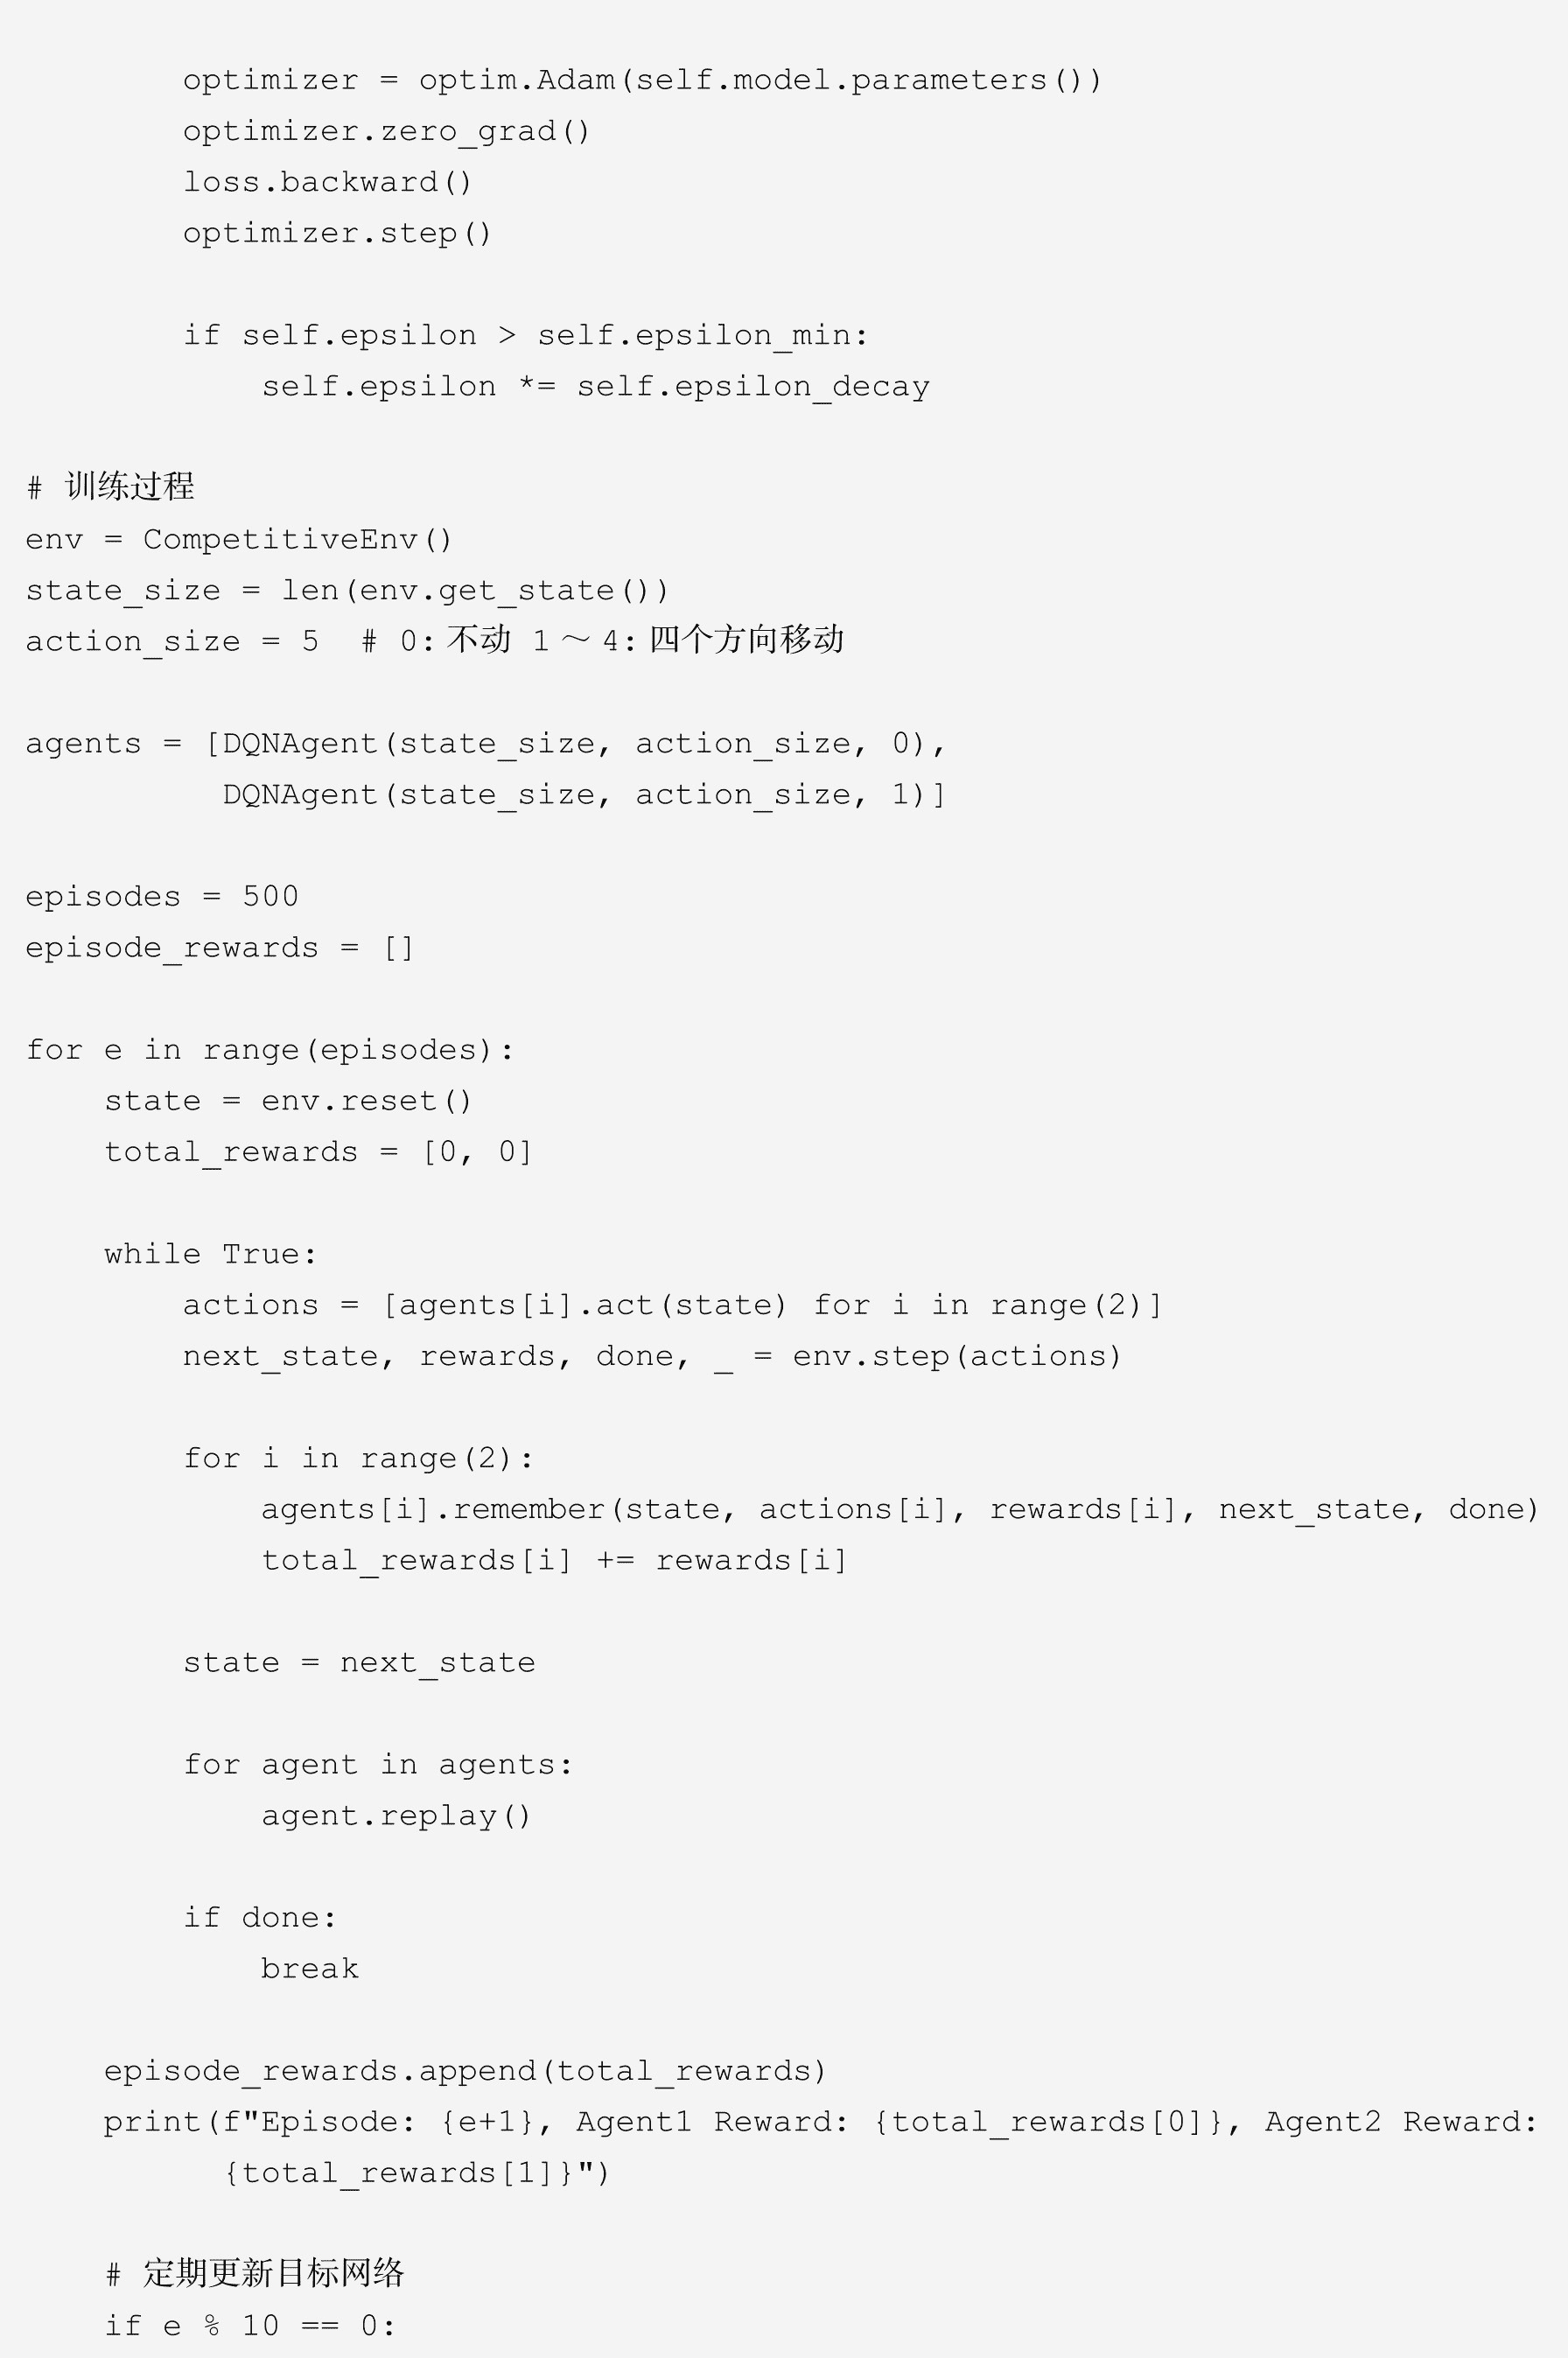 optimizer = optim.Adam(self.model.parameters())
        optimizer.zero_grad()
        loss.backward()
        optimizer.step()

        if self.epsilon > self.epsilon_min:
            self.epsilon *= self.epsilon_decay

# 训练过程
env = CompetitiveEnv()
state_size = len(env.get_state())
action_size = 5  # 0:不动 1～4:四个方向移动

agents = [DQNAgent(state_size, action_size, 0),
          DQNAgent(state_size, action_size, 1)]

episodes = 500
episode_rewards = []

for e in range(episodes):
    state = env.reset()
    total_rewards = [0, 0]

    while True:
        actions = [agents[i].act(state) for i in range(2)]
        next_state, rewards, done, _ = env.step(actions)

        for i in range(2):
            agents[i].remember(state, actions[i], rewards[i], next_state, done)
            total_rewards[i] += rewards[i]

        state = next_state

        for agent in agents:
            agent.replay()

        if done:
            break

    episode_rewards.append(total_rewards)
    print(f"Episode: {e+1}, Agent1 Reward: {total_rewards[0]}, Agent2 Reward:
          {total_rewards[1]}")

    # 定期更新目标网络
    if e % 10 == 0: